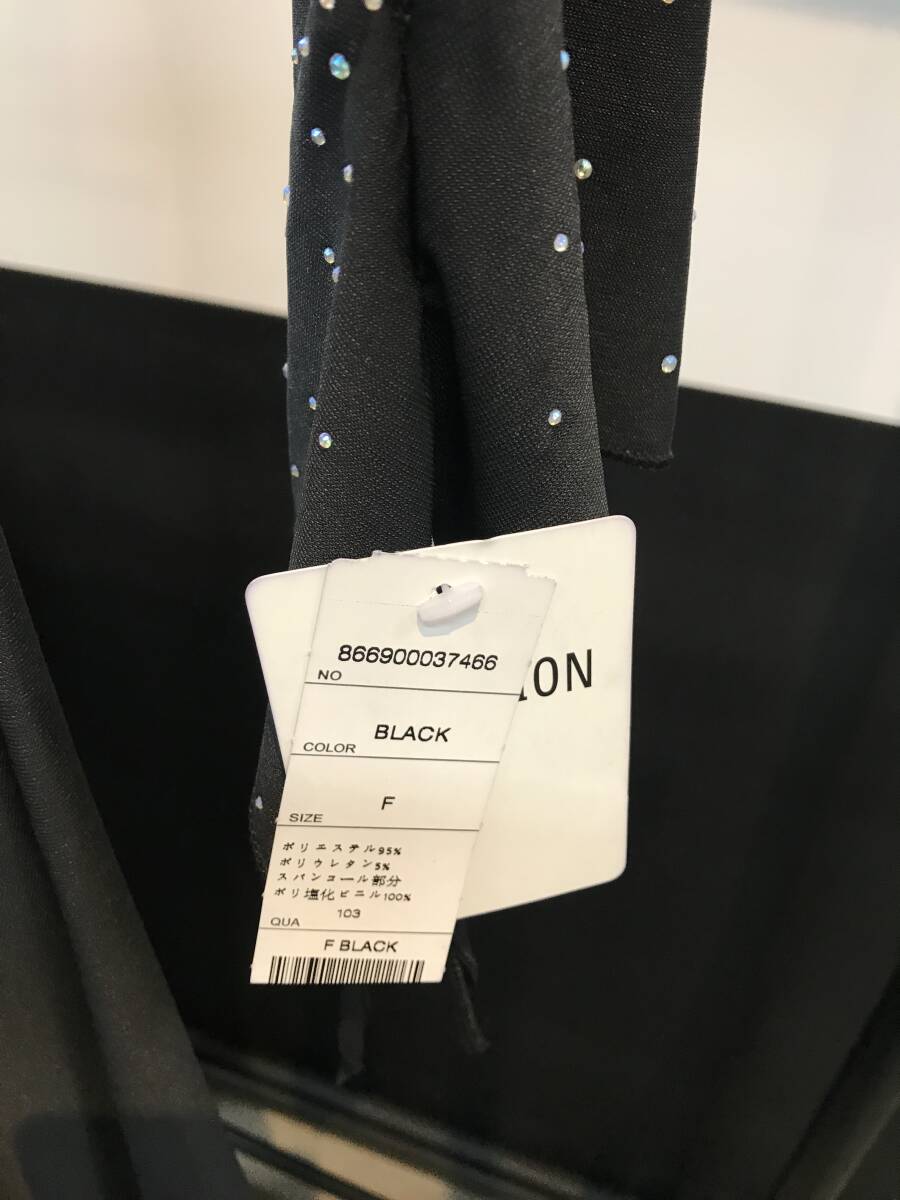 866900037466
NO
BLACK
COLOR
F
SIZE
ポリエステル95%
ポリウレタン5%
スパンコール部分
ポリ塩化ビニル100%
103
QUA
F BLACK